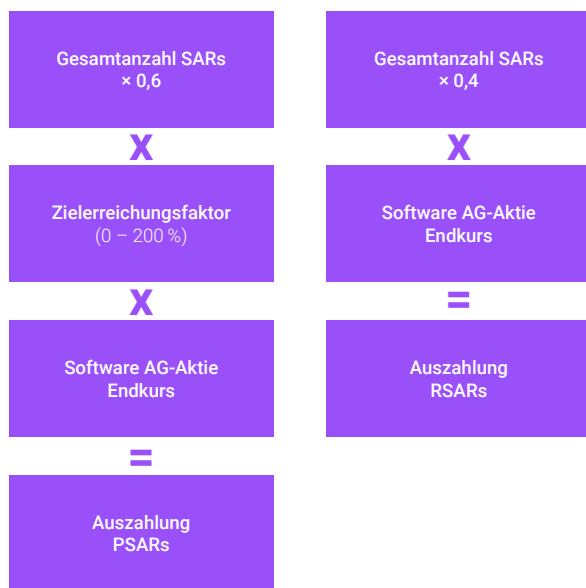 Gesamtanzahl SARs
× 0,6
X
Zielerreichungsfaktor
(0 – 200 %)
X
Software AG-Aktie
Endkurs
=
Auszahlung
PSARs
Gesamtanzahl SARs
× 0,4
X
Software AG-Aktie
Endkurs
=
Auszahlung
RSARs